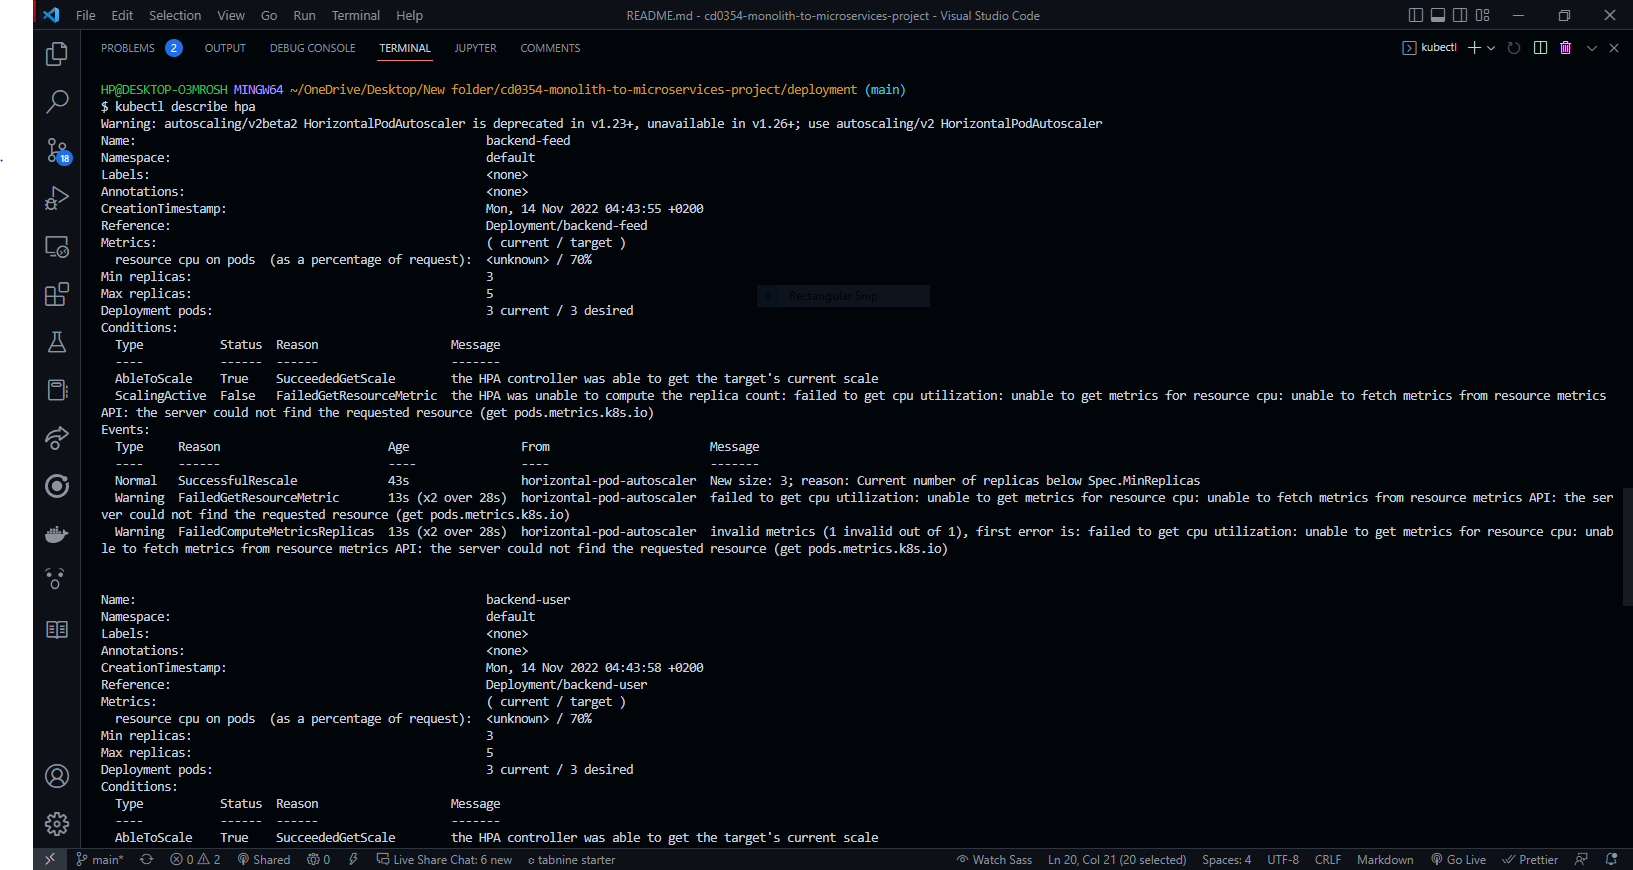 File Edit Selection View Go Run Terminal Help
README.md - cd0354-monolith-to-microservices-project - Visual Studio Code
PROBLEMS 2 OUTPUT DEBUG CONSOLE TERMINAL JUPYTER COMMENTS
kubectl
HP@DESKTOP-O3MROSH MINGW64 ~/OneDrive/Desktop/New folder/cd0354-monolith-to-microservices-project/deployment (main)
$ kubectl describe hpa
Warning: autoscaling/v2beta2 HorizontalPodAutoscaler is deprecated in v1.23+, unavailable in v1.26+; use autoscaling/v2 HorizontalPodAutoscaler
Name: backend-feed
Namespace: default
Labels: <none>
Annotations: <none>
CreationTimestamp: Mon, 14 Nov 2022 04:43:55 +0200
Reference: Deployment/backend-feed
Metrics: ( current / target )
resource cpu on pods (as a percentage of request): <unknown> / 70%
Min replicas: 3
Max replicas: 5
Rectangular Snip
Deployment pods: 3 current / 3 desired
Conditions:
Type Status Reason Message
---- ------ ------ -------
AbleToScale True SucceededGetScale the HPA controller was able to get the target's current scale
ScalingActive False FailedGetResourceMetric the HPA was unable to compute the replica count: failed to get cpu utilization: unable to get metrics for resource cpu: unable to fetch metrics from resource metrics
API: the server could not find the requested resource (get pods.metrics.k8s.io)
Events:
Type Reason Age From Message
---- ------ ---- ---- -------
Normal SuccessfulRescale 43s horizontal-pod-autoscaler New size: 3; reason: Current number of replicas below Spec.MinReplicas
Warning FailedGetResourceMetric 13s (x2 over 28s) horizontal-pod-autoscaler failed to get cpu utilization: unable to get metrics for resource cpu: unable to fetch metrics from resource metrics API: the ser
ver could not find the requested resource (get pods.metrics.k8s.io)
Warning FailedComputeMetricsReplicas 13s (x2 over 28s) horizontal-pod-autoscaler invalid metrics (1 invalid out of 1), first error is: failed to get cpu utilization: unable to get metrics for resource cpu: unab
le to fetch metrics from resource metrics API: the server could not find the requested resource (get pods.metrics.k8s.io)
Name: backend-user
Namespace: default
Labels: <none>
Annotations: <none>
CreationTimestamp: Mon, 14 Nov 2022 04:43:58 +0200
Reference: Deployment/backend-user
Metrics: ( current / target )
resource cpu on pods (as a percentage of request): <unknown> / 70%
Min replicas: 3
Max replicas: 5
Deployment pods: 3 current / 3 desired
Conditions:
Type Status Reason Message
---- ------ ------ -------
AbleToScale True SucceededGetScale the HPA controller was able to get the target's current scale
18
main* 0 2 Shared 0 Live Share Chat: 6 new tabnine starter
Watch Sass Ln 20, Col 21 (20 selected) Spaces: 4 UTF-8 CRLF Markdown Go Live Prettier